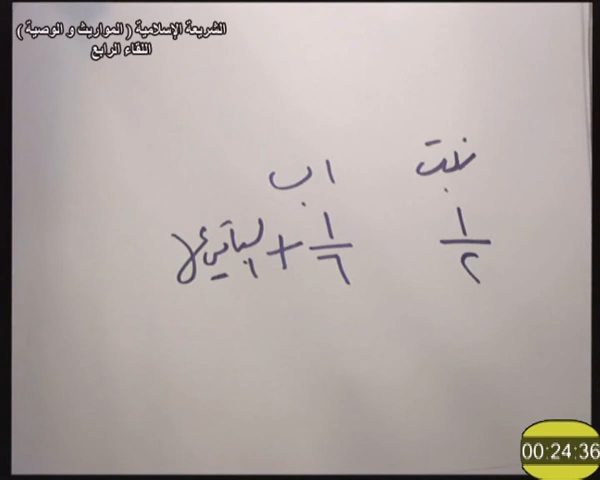 الشريعة الإسلامية ( المواريث و الوصية )
اللقاء الرابع
بنت اب
١/٢ ١/٦ + الباقي
00:24:36